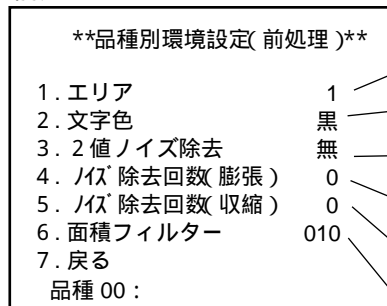 **品種別環境設定(前処理)**
1.エリア 1
2.文字色 黒
3.2値ノイズ除去 無
4.ﾉｲｽﾞ除去回数(膨張) 0
5.ﾉｲｽﾞ除去回数(収縮) 0
6.面積フィルター 010
7.戻る
品種 00: